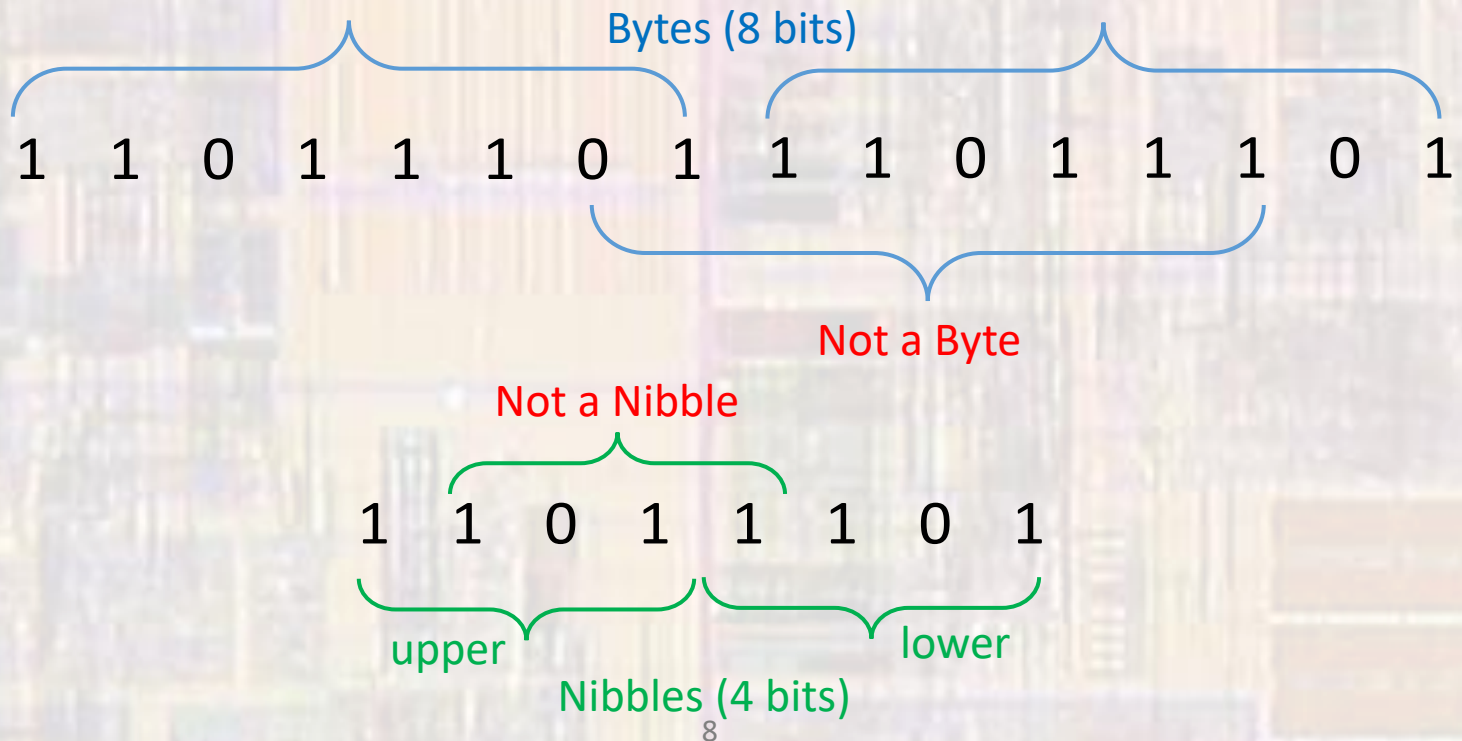 Bytes (8 bits)
1 1 0 1 1 1 0 1 1 1 0 1 1 1 0 1
Not a Byte
Not a Nibble
1 1 0 1 1 1 0 1
upper lower
Nibbles (4 bits)
8